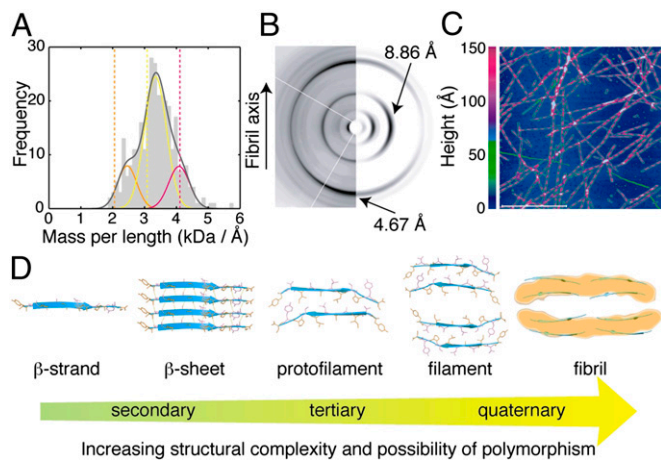 A
30
20
10
0
Frequency
0 1 2 3 4 5 6
Mass per length (kDa / Å)
B
Fibril axis
8.86 Å
4.67 Å
C
150
100
50
0
Height (Å)
D
β-strand β-sheet protofilament filament fibril
secondary tertiary quaternary
Increasing structural complexity and possibility of polymorphism